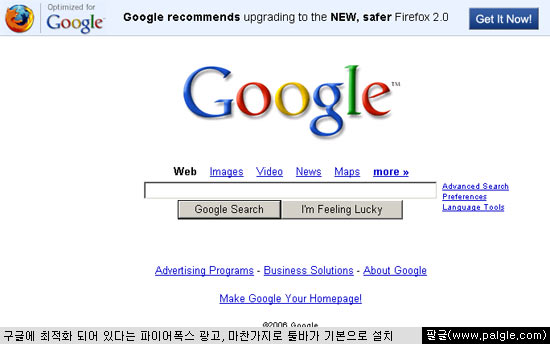 Optimized for
Google
Google recommends upgrading to the NEW, safer Firefox 2.0
Get It Now!
Google™
Web Images Video News Maps more »
Advanced Search
Preferences
Language Tools
Google Search
I'm Feeling Lucky
Advertising Programs - Business Solutions - About Google
Make Google Your Homepage!
©2006 Google
구글에 최적화 되어 있다는 파이어폭스 광고, 마찬가지로 툴바가 기본으로 설치
팔글(www.palgle.com)